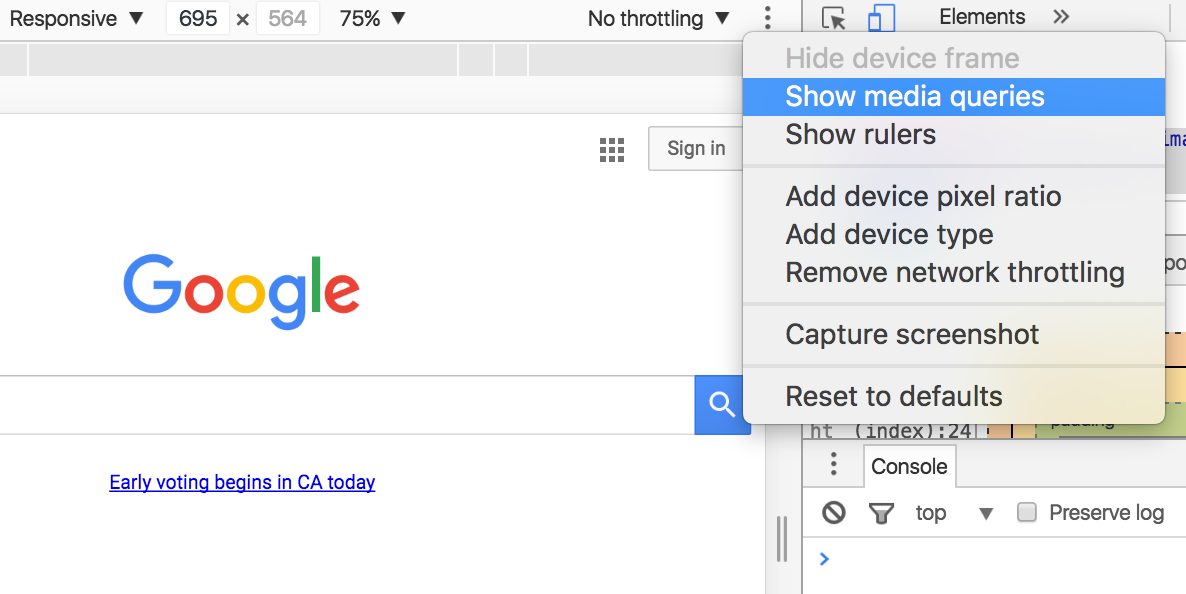 Responsive ▼ 695 × 564 75% ▼ No throttling ▼
Elements »
Hide device frame
Show media queries
Show rulers
Add device pixel ratio
Add device type
Remove network throttling
Capture screenshot
Reset to defaults
Sign in
Google
Early voting begins in CA today
ht (index):24
Console
top ▼ Preserve log